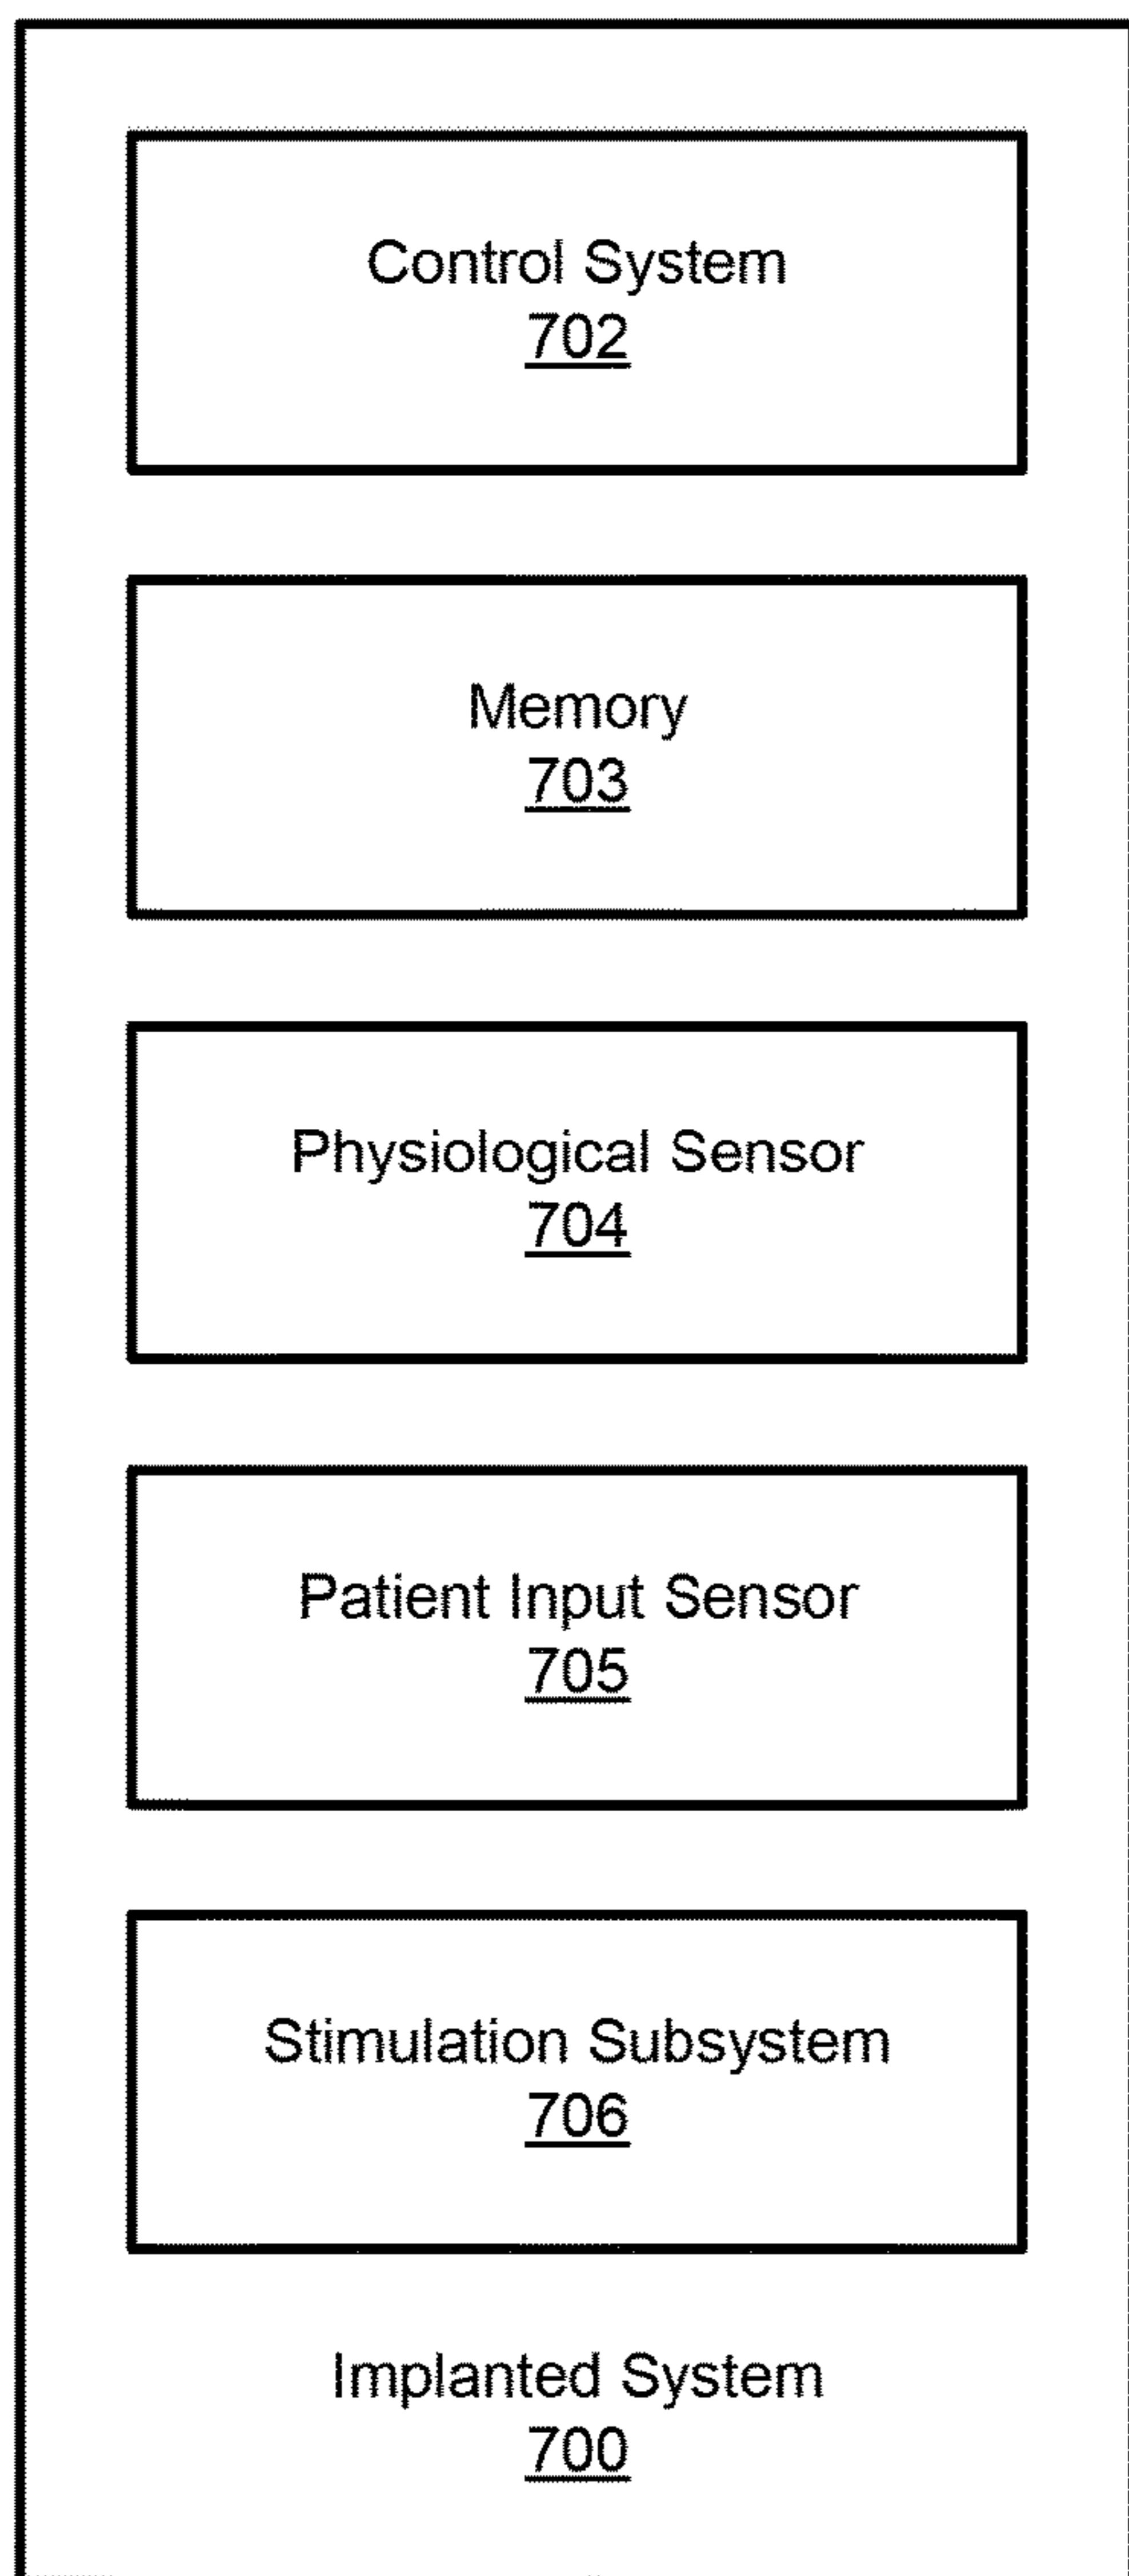 Control System
702
Memory
703
Physiological Sensor
704
Patient Input Sensor
705
Stimulation Subsystem
706
Implanted System
700